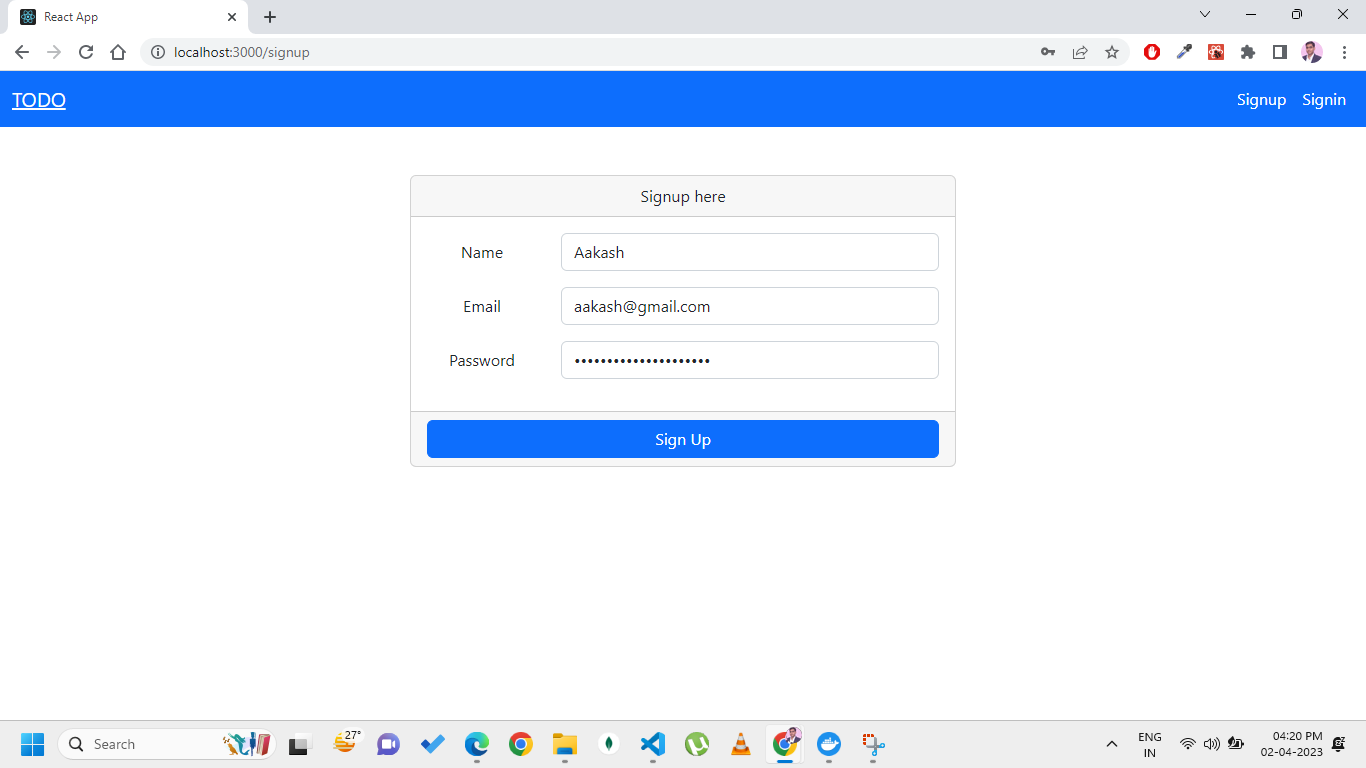 React App
localhost:3000/signup
TODO Signup Signin
Signup here
Name Aakash
Email aakash@gmail.com
Password •••••••••••••••••••••
Sign Up
Search 27° ENG 04:20 PM
IN 02-04-2023